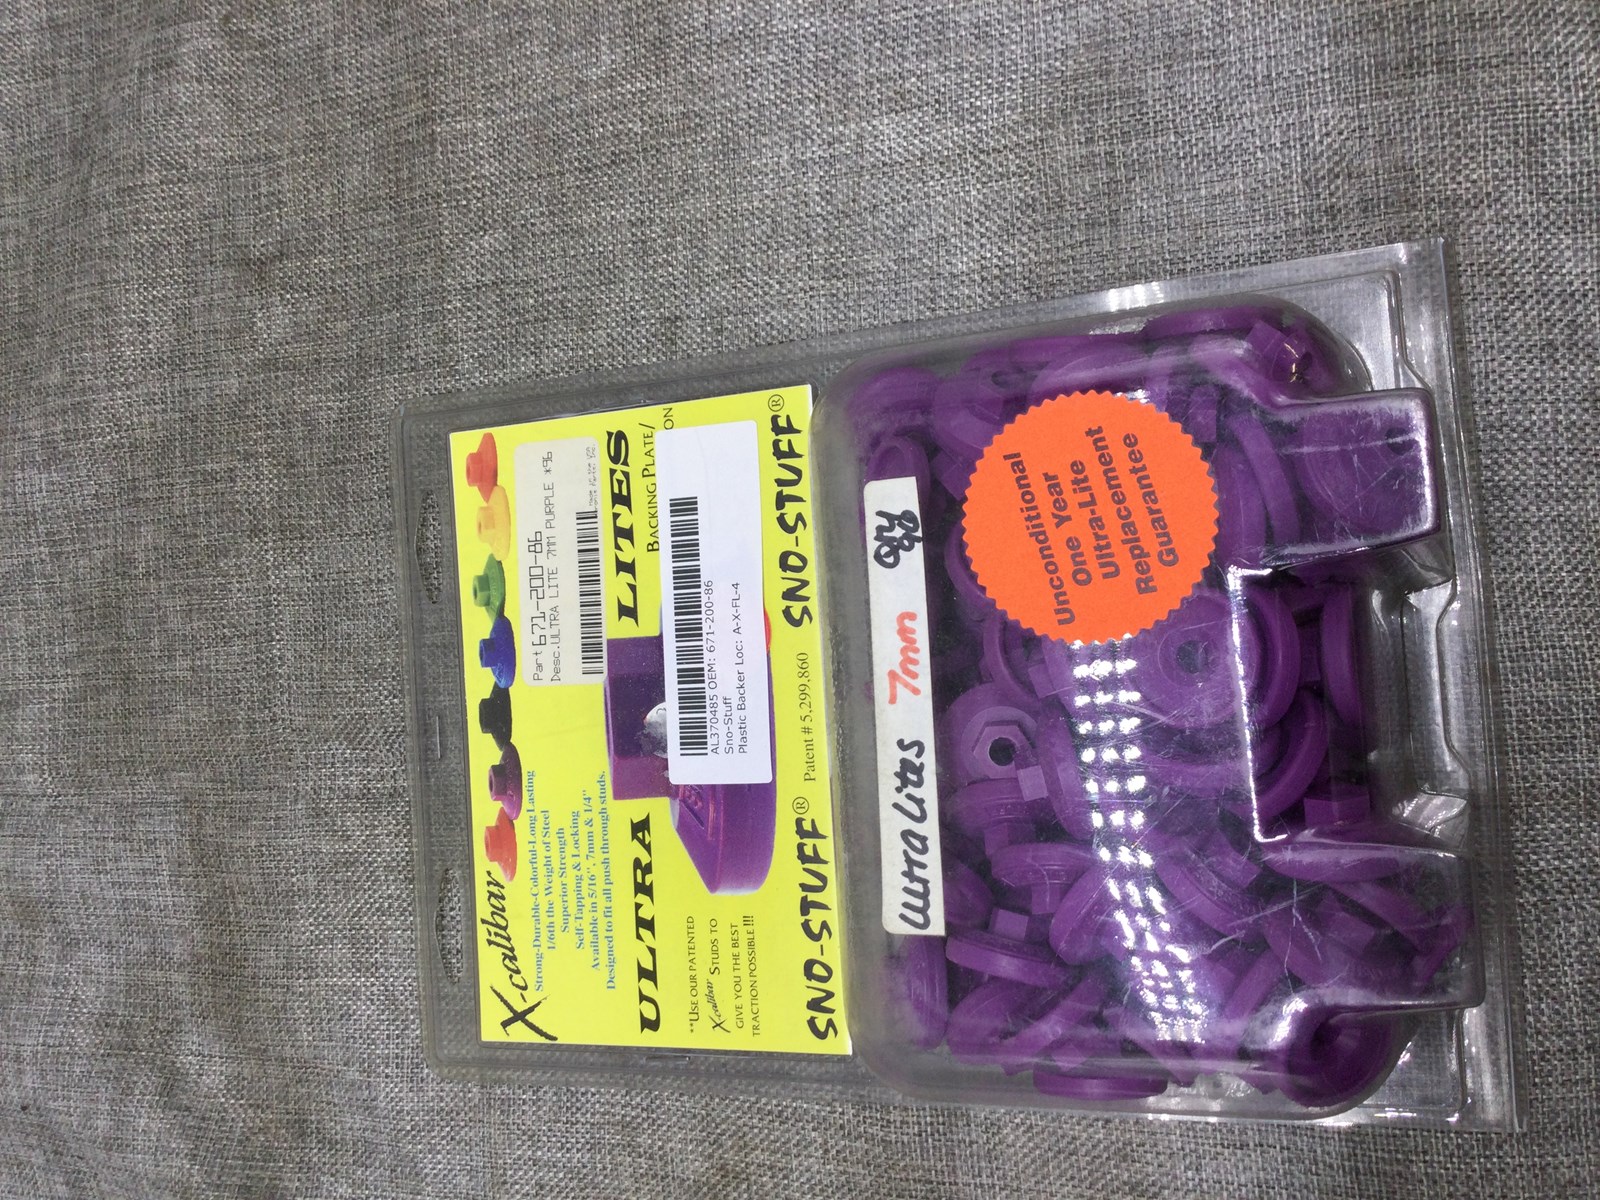 X-calibar
Strong-Durable-Colorful-Long Lasting
1/6th the Weight of Steel
Superior Strength
Self-Tapping & Locking
Available in 5/16", 7mm & 1/4"
Designed to fit all push through studs.
Part 671-200-86
Desc.ULTRA LITE 7MM PURPLE *96
ULTRA LITES
BACKING PLATE/
ON
**USE OUR PATENTED
X-calibar STUDS TO
GIVE YOU THE BEST
TRACTION POSSIBLE!!!
AL370485 OEM: 671-200-86
Sno-Stuff
Plastic Backer Loc: A-X-FL-4
SNO-STUFF® Patent # 5,299,860 SNO-STUFF®
Ultra Lites 7mm qty 96
Unconditional
One Year
Ultra-Lite
Replacement
Guarantee